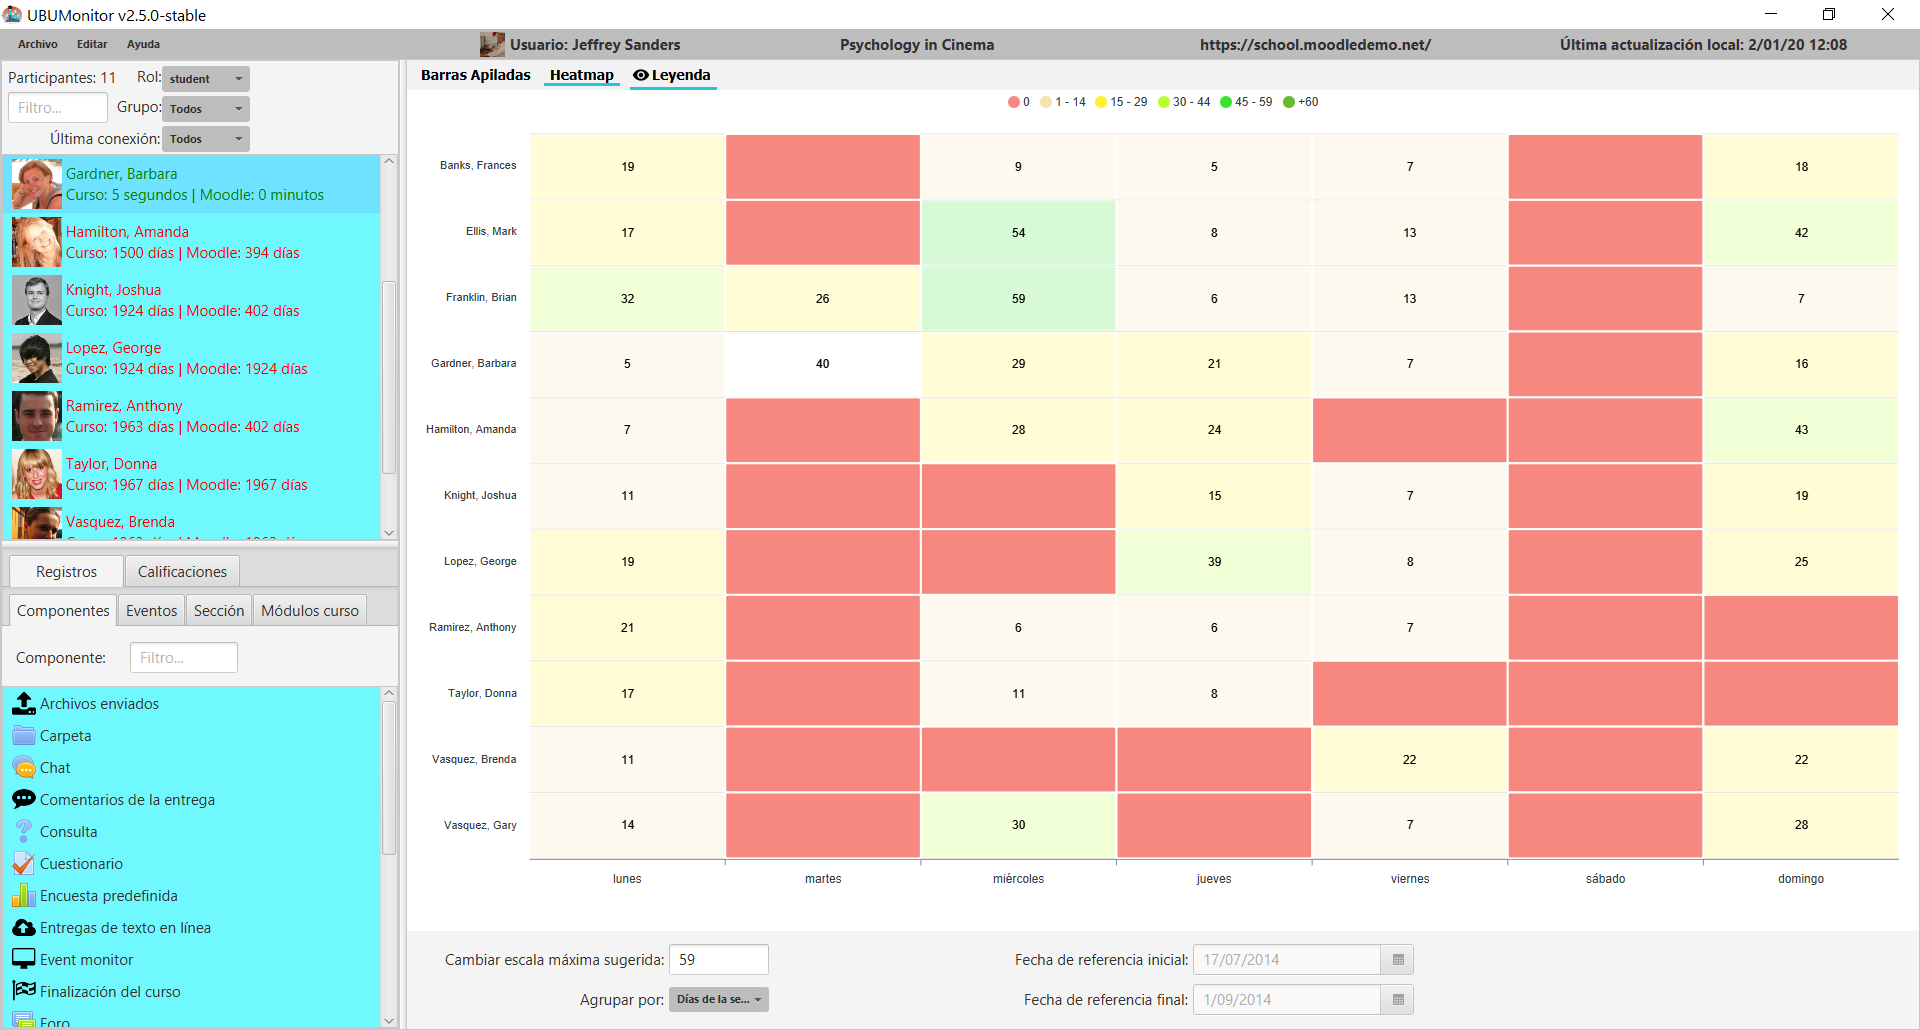 UBUMonitor v2.5.0-stable
Archivo Editar Ayuda Usuario: Jeffrey Sanders Psychology in Cinema https://school.moodledemo.net/ Última actualización local: 2/01/20 12:08
Participantes: 11 Rol: student
Filtro... Grupo: Todos
Última conexión: Todos
Gardner, Barbara
Curso: 5 segundos | Moodle: 0 minutos
Hamilton, Amanda
Curso: 1500 días | Moodle: 394 días
Knight, Joshua
Curso: 1924 días | Moodle: 402 días
Lopez, George
Curso: 1924 días | Moodle: 1924 días
Ramirez, Anthony
Curso: 1963 días | Moodle: 402 días
Taylor, Donna
Curso: 1967 días | Moodle: 1967 días
Vasquez, Brenda
Registros Calificaciones
Componentes Eventos Sección Módulos curso
Componente: Filtro...
Archivos enviados
Carpeta
Chat
Comentarios de la entrega
Consulta
Cuestionario
Encuesta predefinida
Entregas de texto en línea
Event monitor
Finalización del curso
Foro
Barras Apiladas Heatmap Leyenda
0 1 - 14 15 - 29 30 - 44 45 - 59 +60
Banks, Frances 19 9 5 7 18
Ellis, Mark 17 54 8 13 42
Franklin, Brian 32 26 59 6 13 7
Gardner, Barbara 5 40 29 21 7 16
Hamilton, Amanda 7 28 24 43
Knight, Joshua 11 15 7 19
Lopez, George 19 39 8 25
Ramirez, Anthony 21 6 6 7
Taylor, Donna 17 11 8
Vasquez, Brenda 11 22 22
Vasquez, Gary 14 30 7 28
lunes martes miércoles jueves viernes sábado domingo
Cambiar escala máxima sugerida: 59 Fecha de referencia inicial: 17/07/2014
Agrupar por: Días de la se... Fecha de referencia final: 1/09/2014